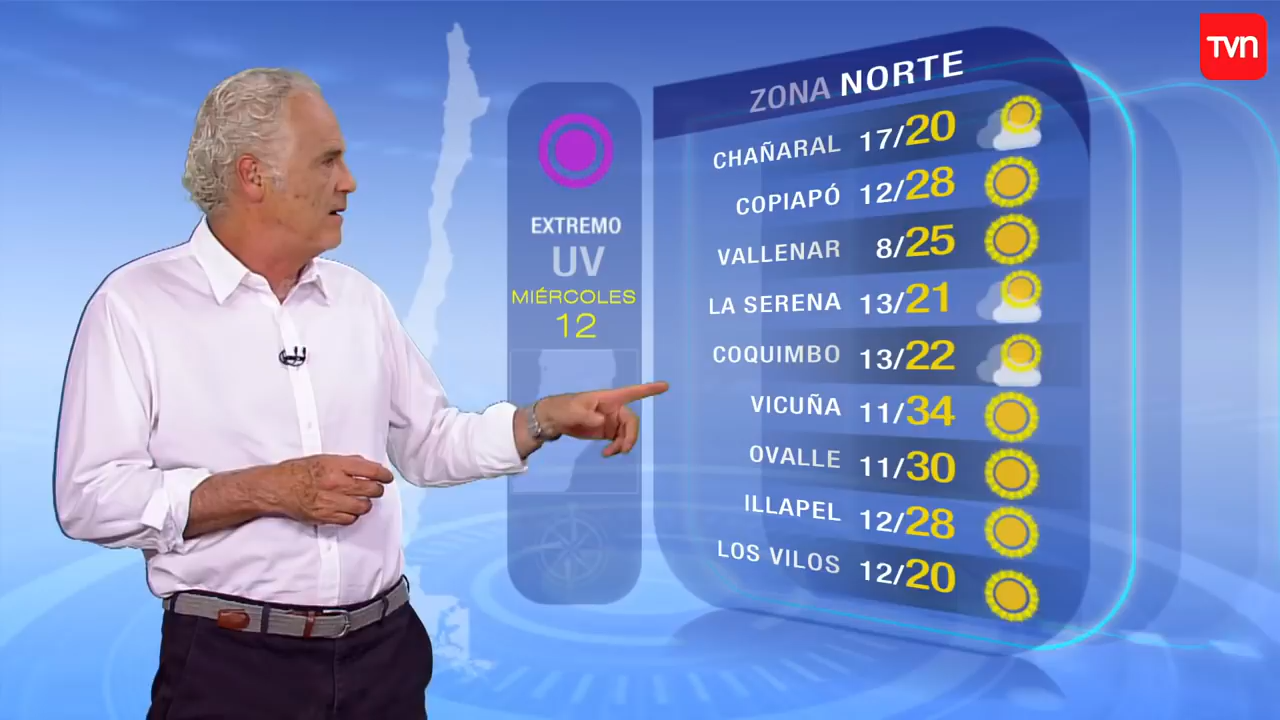 TVN
ZONA NORTE
CHAÑARAL 17/20
COPIAPÓ 12/28
VALLENAR 8/25
LA SERENA 13/21
COQUIMBO 13/22
VICUÑA 11/34
OVALLE 11/30
ILLAPEL 12/28
LOS VILOS 12/20
EXTREMO
UV
MIÉRCOLES
12